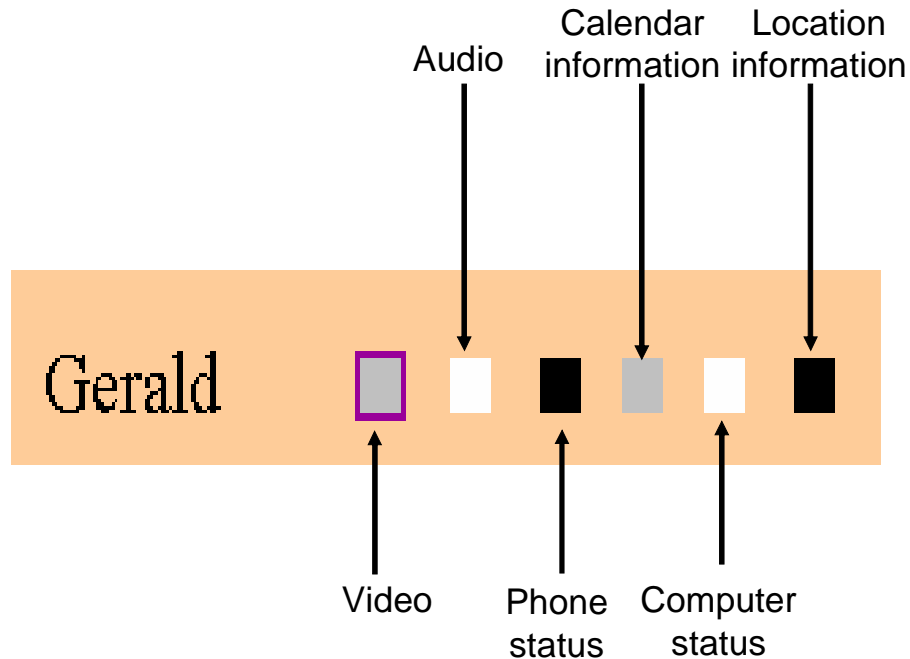 Audio
Calendar
information
Location
information
Gerald
Video
Phone
status
Computer
status